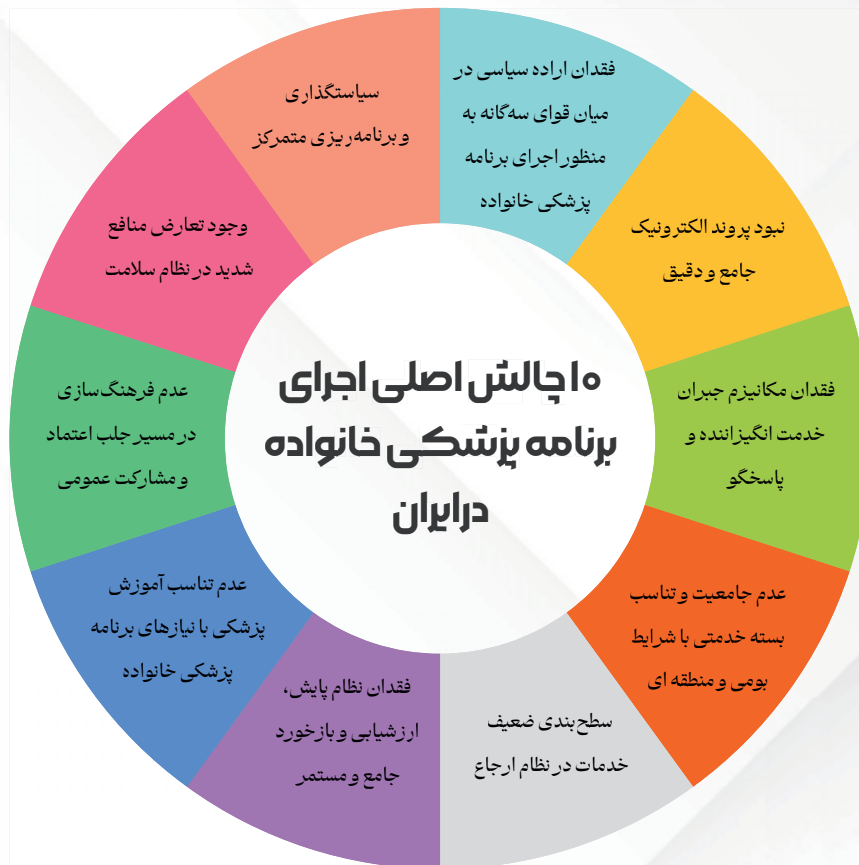 ۱۰ چالش اصلی اجرای
برنامه پزشکی خانواده
درایران
فقدان اراده سیاسی در
میان قوای سه‌گانه به
منظور اجرای برنامه
پزشکی خانواده
نبود پروند الکترونیک
جامع و دقیق
فقدان مکانیزم جبران
خدمت انگیزاننده و
پاسخگو
عدم جامعیت و تناسب
بسته خدمتی با شرایط
بومی و منطقه ای
سطح‌بندی ضعیف
خدمات در نظام ارجاع
فقدان نظام پایش،
ارزشیابی و بازخورد
جامع و مستمر
عدم تناسب آموزش
پزشکی با نیازهای برنامه
پزشکی خانواده
عدم فرهنگ‌سازی
در مسیر جلب اعتماد
و مشارکت عمومی
وجود تعارض منافع
شدید در نظام سلامت
سیاستگذاری
و برنامه‌ریزی متمرکز